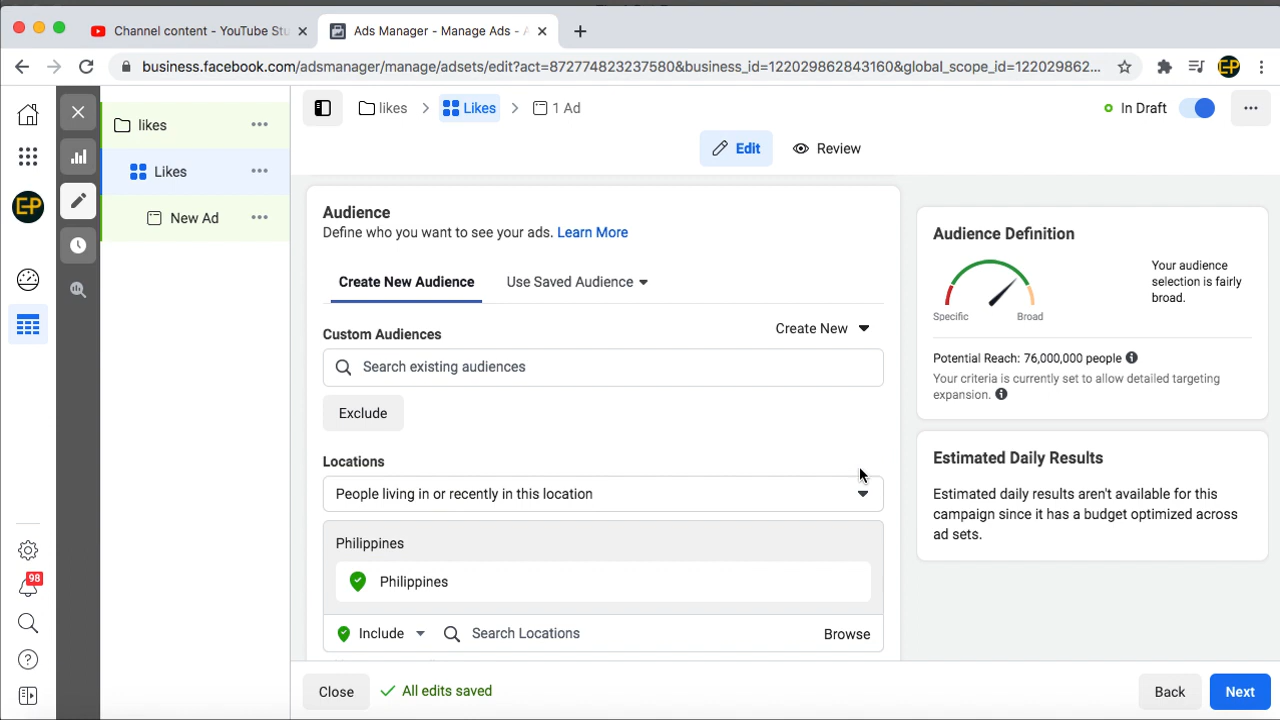 Channel content - YouTube Stu
Ads Manager - Manage Ads - A
business.facebook.com/adsmanager/manage/adsets/edit?act=872774823237580&business_id=122029862843160&global_scope_id=122029862...
EP
EP
98
likes
Likes
New Ad
likes
Likes
1 Ad
In Draft
Edit
Review
Audience
Define who you want to see your ads. Learn More
Create New Audience
Use Saved Audience
Custom Audiences
Create New
Search existing audiences
Exclude
Locations
People living in or recently in this location
Philippines
Philippines
Include
Search Locations
Browse
Audience Definition
Specific
Broad
Your audience
selection is fairly
broad.
Potential Reach: 76,000,000 people
Your criteria is currently set to allow detailed targeting
expansion.
Estimated Daily Results
Estimated daily results aren't available for this
campaign since it has a budget optimized across
ad sets.
Close
All edits saved
Back
Next